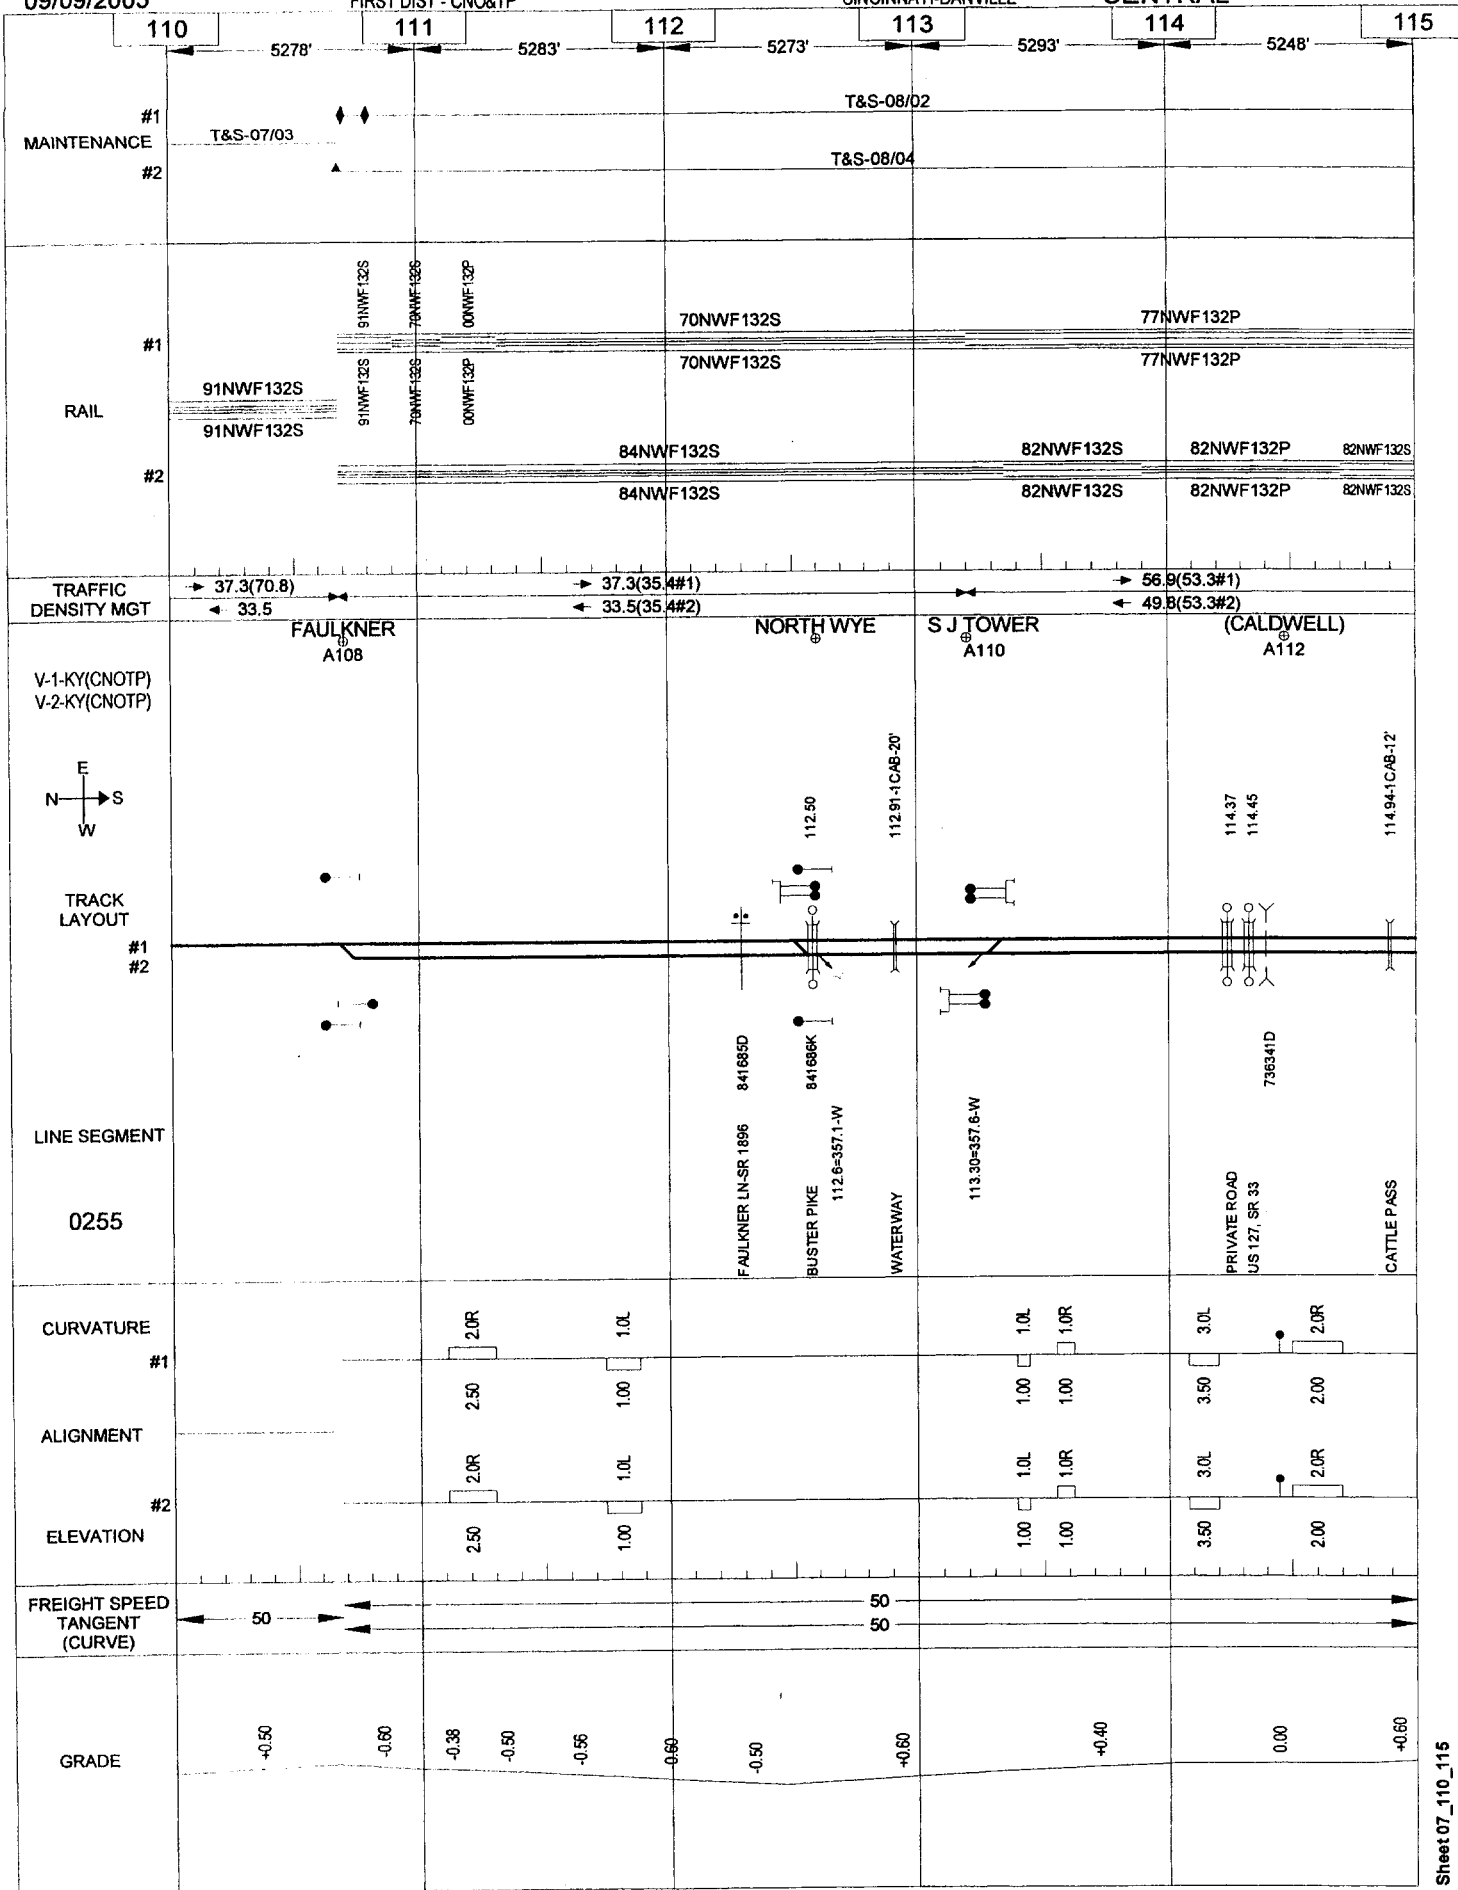 09/09/2005 FIRST DIST - CNO&TP CINCINNATI-DANVILLE CENTRAL
110 111 112 113 114 115
5278' 5283' 5273' 5293' 5248'
#1 T&S-08/02
MAINTENANCE T&S-07/03
#2 T&S-08/04
91NWF132S 70NWF132S 00NWF132P
70NWF132S 77NWF132P
#1
70NWF132S 77NWF132P
91NWF132S 70NWF132S 00NWF132P
91NWF132S
RAIL
91NWF132S
84NWF132S 82NWF132S 82NWF132P 82NWF132S
#2
84NWF132S 82NWF132S 82NWF132P 82NWF132S
TRAFFIC 37.3(70.8) 37.3(35.4#1) 56.9(53.3#1)
DENSITY MGT 33.5 33.5(35.4#2) 49.8(53.3#2)
FAULKNER NORTH WYE S J TOWER (CALDWELL)
A108 A110 A112
V-1-KY(CNOTP)
V-2-KY(CNOTP)
E
N S
W
112.50 112.91-1CAB-20' 114.37 114.45 114.94-1CAB-12'
TRACK
LAYOUT
#1
#2
841685D 841686K 736341D
LINE SEGMENT
0255
FAULKNER LN-SR 1896
BUSTER PIKE
112.6=357.1-W
WATERWAY
113.30=357.6-W
PRIVATE ROAD
US 127, SR 33
CATTLE PASS
CURVATURE 2.0R 1.0L 1.0L 1.0R 3.0L 2.0R
#1
2.50 1.00 1.00 1.00 3.50 2.00
ALIGNMENT
2.0R 1.0L 1.0L 1.0R 3.0L 2.0R
#2
ELEVATION 2.50 1.00 1.00 1.00 3.50 2.00
FREIGHT SPEED 50
TANGENT 50
(CURVE) 50
GRADE +0.50 -0.60 -0.38 -0.50 -0.56 -0.60 -0.50 +0.60 +0.40 0.00 +0.60
Sheet 07_110_115